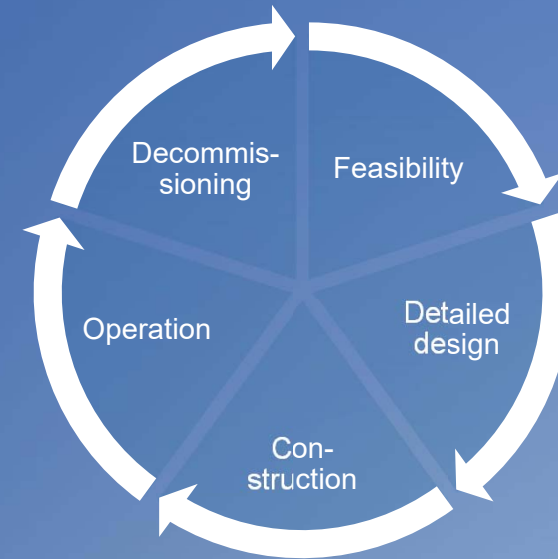 Feasibility
Detailed
design
Con-
struction
Operation
Decommis-
sioning